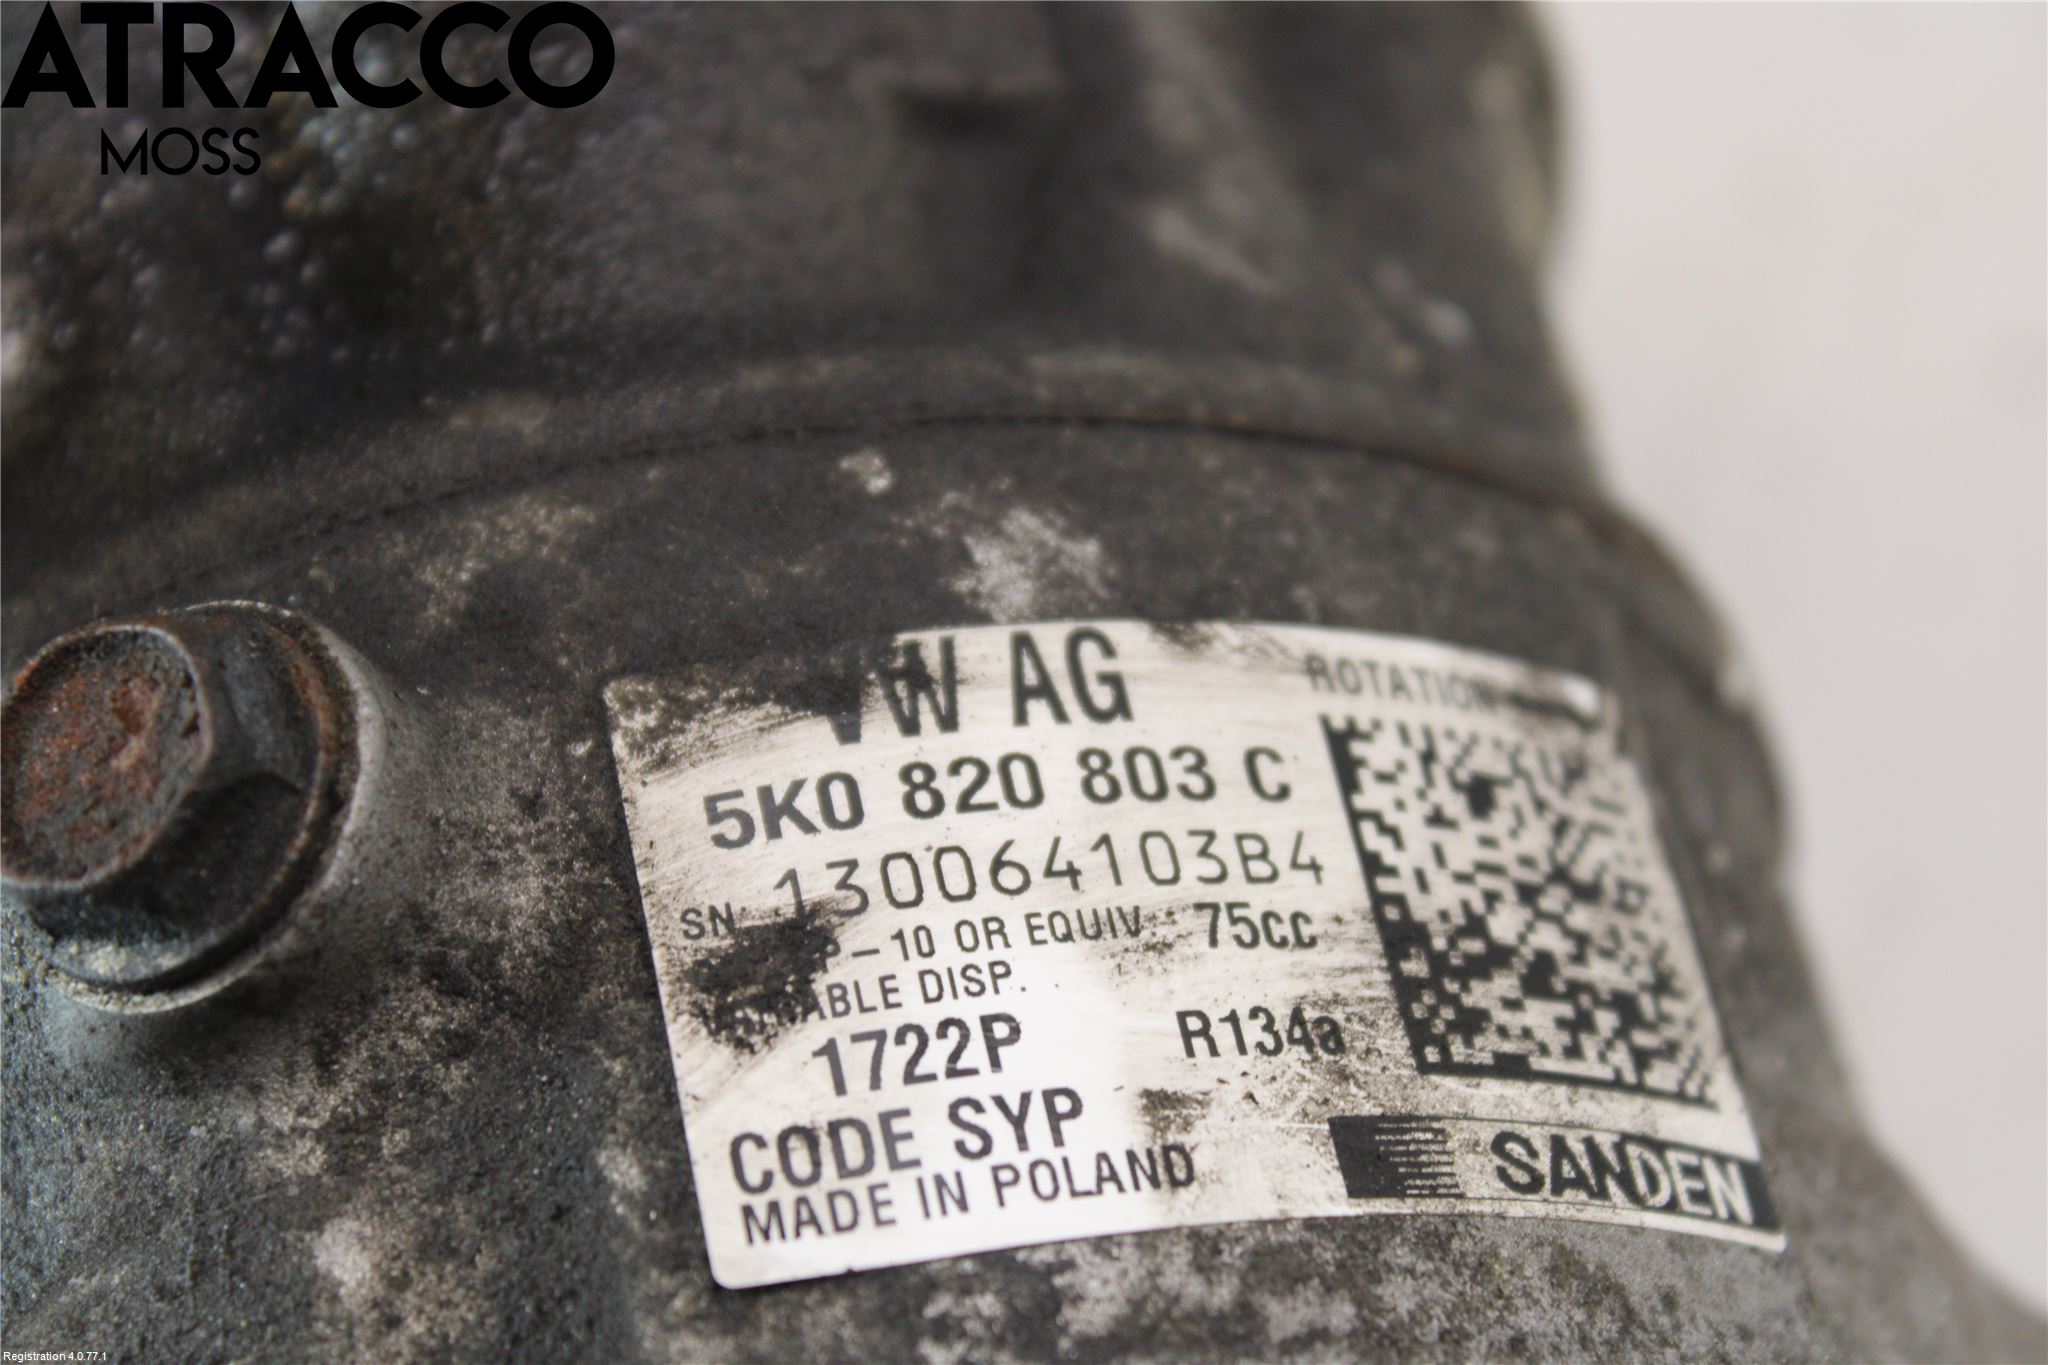 ATRACCO
MOSS
VW AG
ROTATION
5K0 820 803 C
SN. 130064103B4
P-10 OR EQUIV. 75cc
VARIABLE DISP.
1722P R134a
CODE SYP
MADE IN POLAND
SANDEN
Registration 4.0.77.1